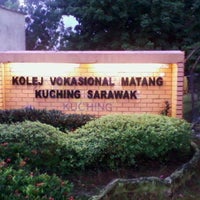 KOLEJ VOKASIONAL MATANG
KUCHING SARAWAK
KUCHING